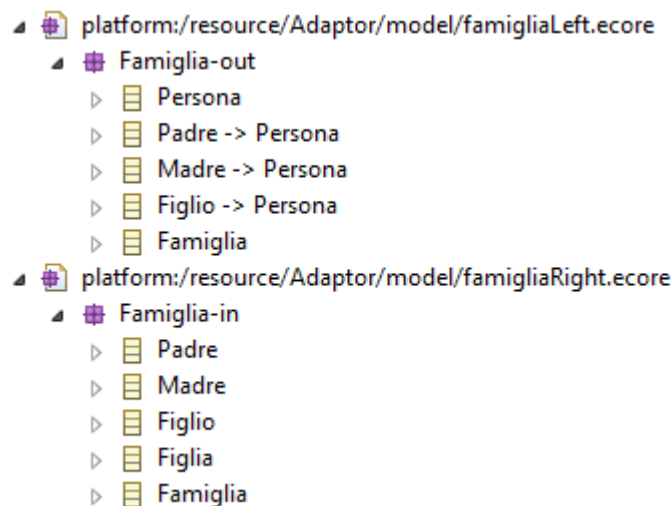 platform:/resource/Adaptor/model/famigliaLeft.ecore
Famiglia-out
Persona
Padre -> Persona
Madre -> Persona
Figlio -> Persona
Famiglia
platform:/resource/Adaptor/model/famigliaRight.ecore
Famiglia-in
Padre
Madre
Figlio
Figlia
Famiglia